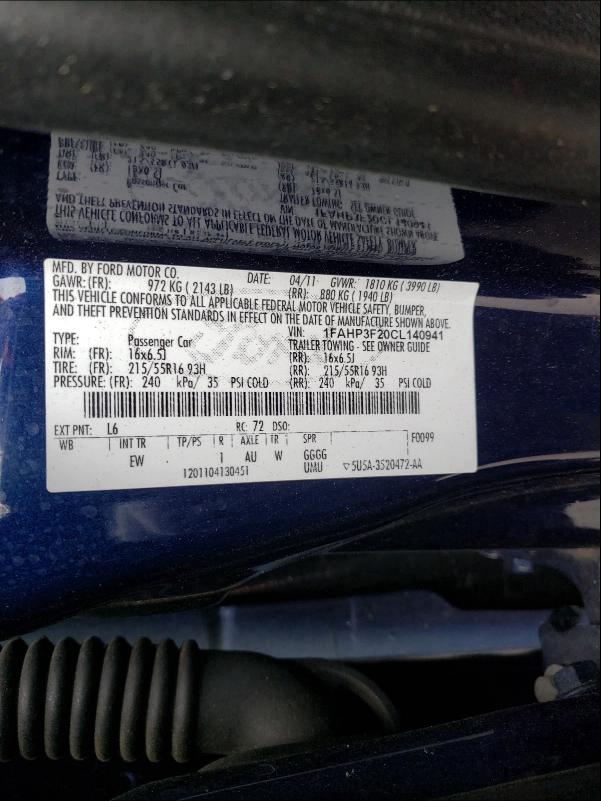 MFD. BY FORD MOTOR CO. DATE: 04/11 GVWR: 1810 KG ( 3990 LB)
GAWR: (FR): 972 KG ( 2143 LB) (RR): 880 KG ( 1940 LB)
THIS VEHICLE CONFORMS TO ALL APPLICABLE FEDERAL MOTOR VEHICLE SAFETY, BUMPER,
AND THEFT PREVENTION STANDARDS IN EFFECT ON THE DATE OF MANUFACTURE SHOWN ABOVE.
VIN: 1FAHP3F20CL140941
TYPE: Passenger Car TRAILER TOWING - SEE OWNER GUIDE
RIM: (FR): 16x6.5J (RR): 16x6.5J
TIRE: (FR): 215/55R16 93H (RR): 215/55R16 93H
PRESSURE: (FR): 240 kPa/ 35 PSI COLD (RR): 240 kPa/ 35 PSI COLD
EXT PNT: L6 RC: 72 DSO: F0099
WB INT TR TP/PS R AXLE TR SPR
EW 1 AU W GGGG
1201104130451 UMU ▽5U5A-3520472-AA